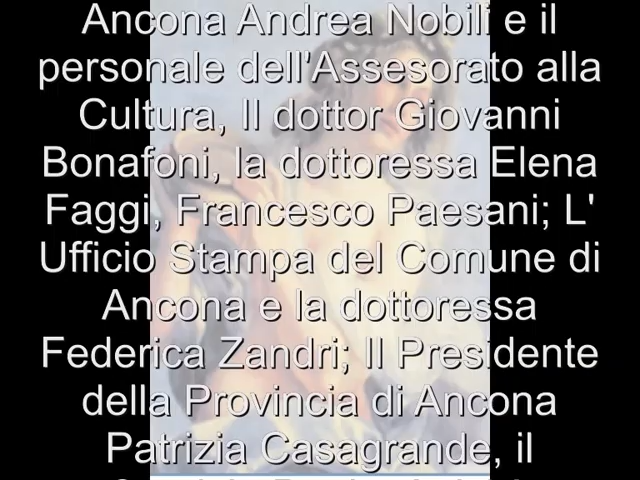 Ancona Andrea Nobili e il
personale dell'Assesorato alla
Cultura, Il dottor Giovanni
Bonafoni, la dottoressa Elena
Faggi, Francesco Paesani; L'
Ufficio Stampa del Comune di
Ancona e la dottoressa
Federica Zandri; Il Presidente
della Provincia di Ancona
Patrizia Casagrande, il